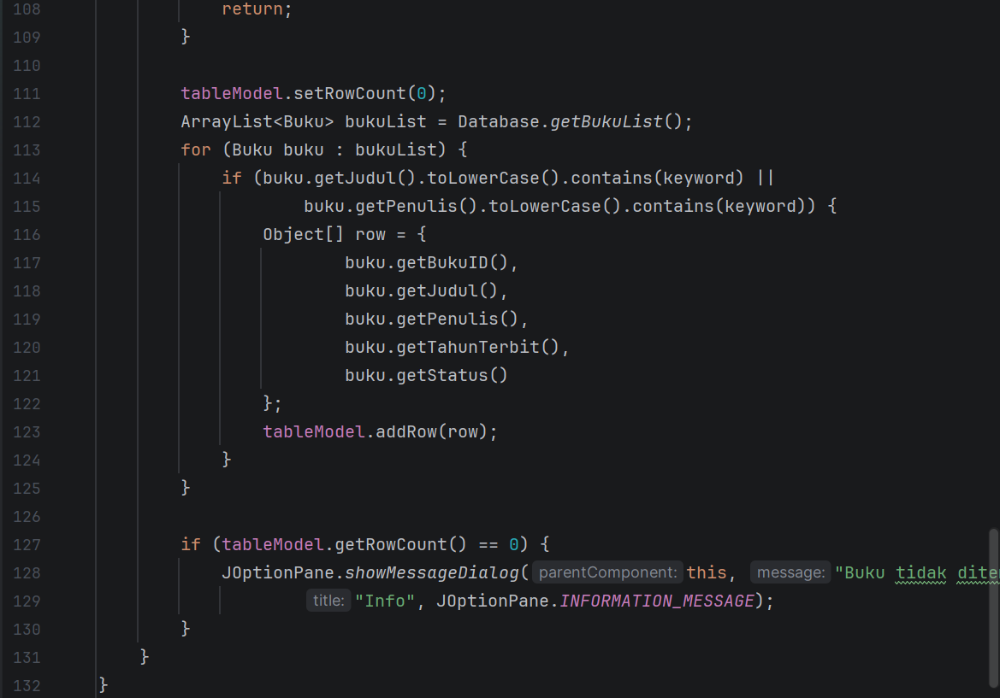 108 return;
109 }
110
111 tableModel.setRowCount(0);
112 ArrayList<Buku> bukuList = Database.getBukuList();
113 for (Buku buku : bukuList) {
114 if (buku.getJudul().toLowerCase().contains(keyword) ||
115 buku.getPenulis().toLowerCase().contains(keyword)) {
116 Object[] row = {
117 buku.getBukuID(),
118 buku.getJudul(),
119 buku.getPenulis(),
120 buku.getTahunTerbit(),
121 buku.getStatus()
122 };
123 tableModel.addRow(row);
124 }
125 }
126
127 if (tableModel.getRowCount() == 0) {
128 JOptionPane.showMessageDialog( parentComponent: this, message: "Buku tidak
129 title: "Info", JOptionPane.INFORMATION_MESSAGE);
130 }
131 }
132 }